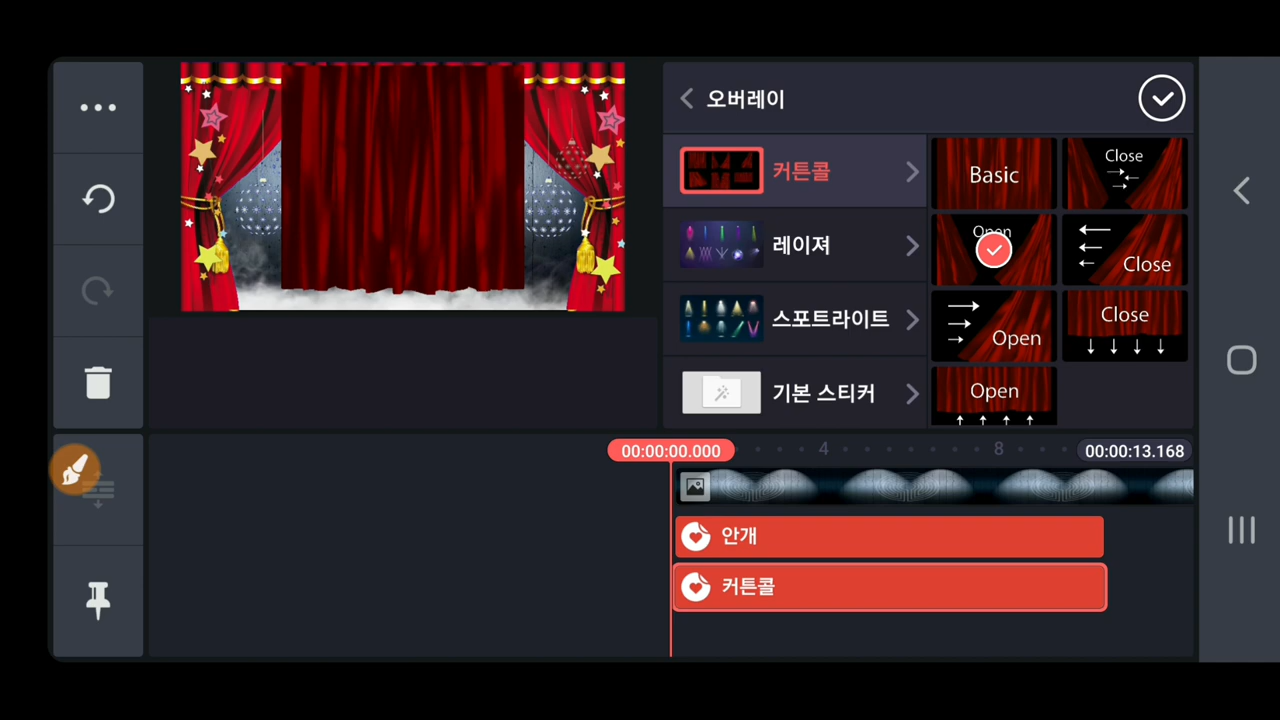 오버레이
커튼콜
레이져
스포트라이트
기본 스티커
Basic
Close
Open
Close
Open
Close
Open
00:00:00.000
4
8
00:00:13.168
안개
커튼콜